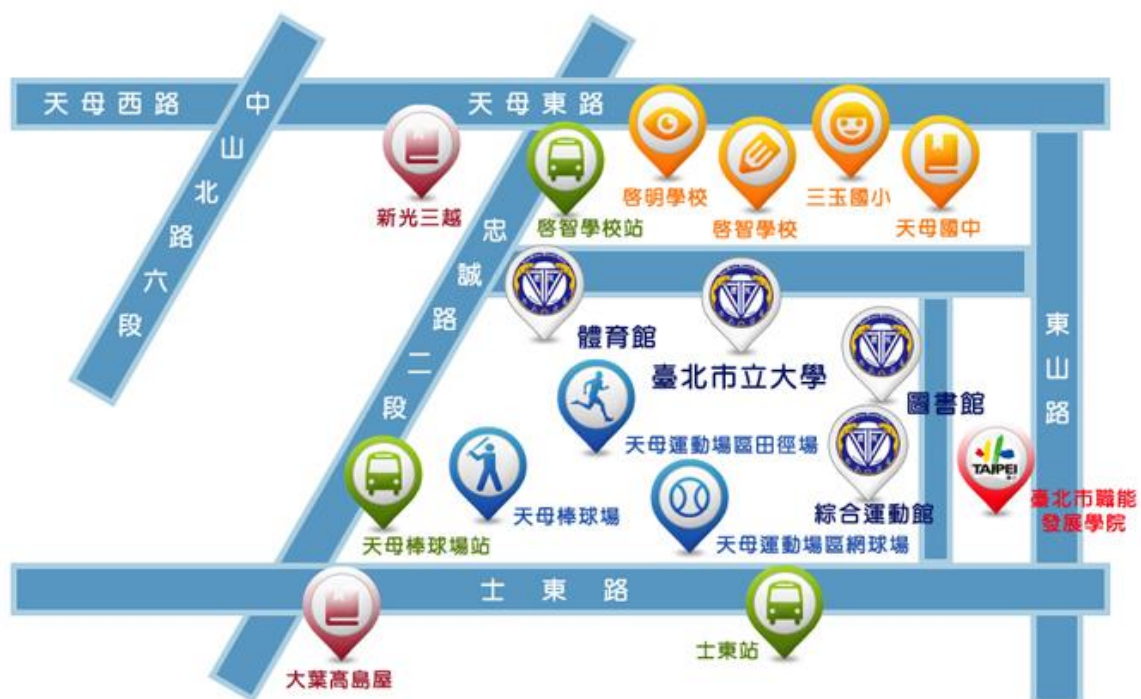 天母西路
中山北路六段
天母東路
新光三越
啓智學校站
啓明學校
啓智學校
三玉國小
天母國中
忠誠路二段
體育館
臺北市立大學
圖書館
東山路
天母運動場區田徑場
TAIPEI
臺北市職能
發展學院
綜合運動館
天母棒球場
天母棒球場站
天母運動場區網球場
士東路
士東站
大葉高島屋